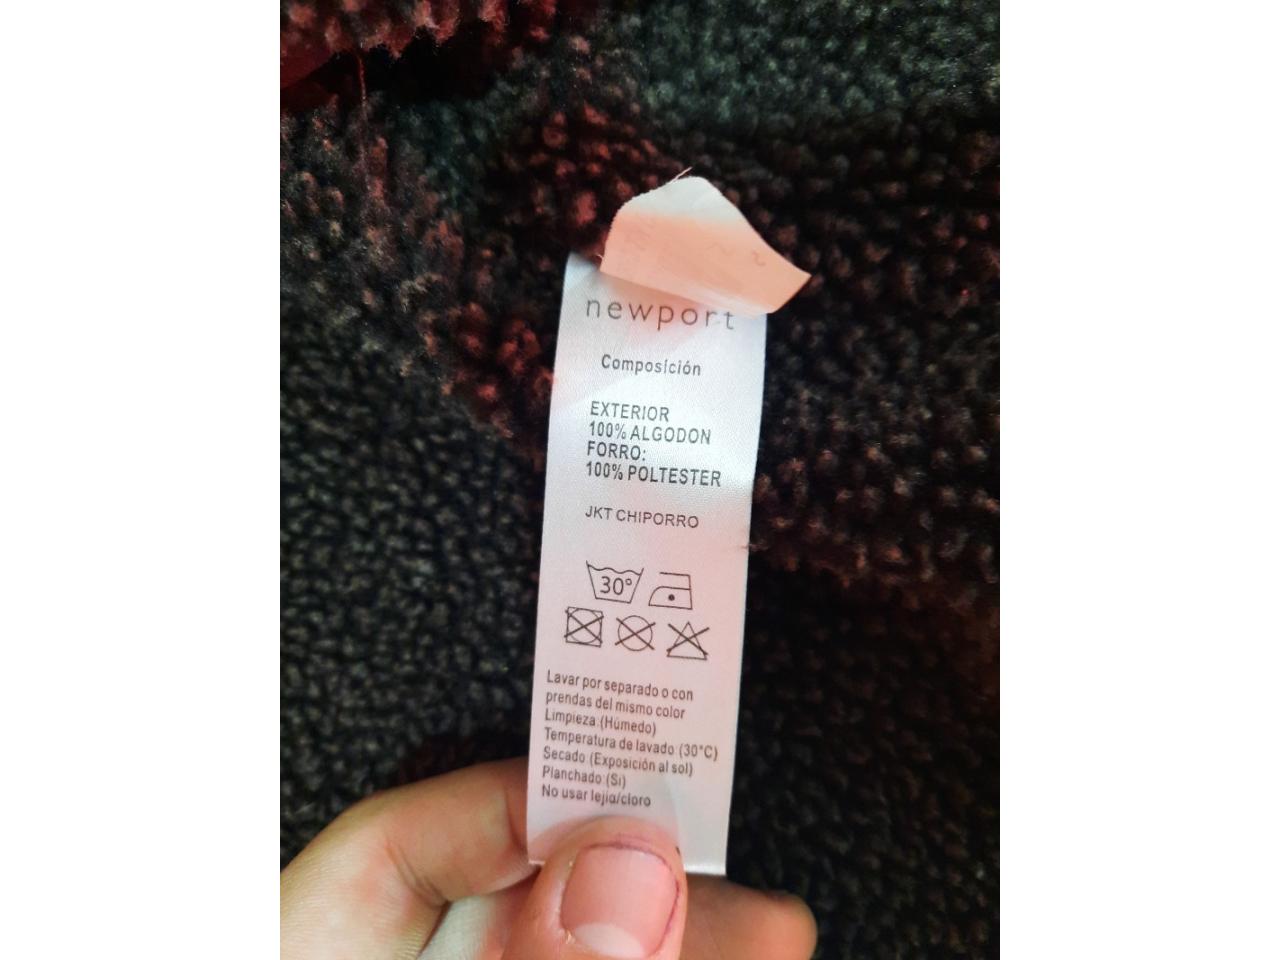 newport
Composición
EXTERIOR
100% ALGODON
FORRO:
100% POLTESTER
JKT CHIPORRO
30°
Lavar por separado o con
prendas del mismo color
Limpieza:(Húmedo)
Temperatura de lavado:(30°C)
Secado:(Exposición al sol)
Planchado:(Si)
No usar lejia/cloro